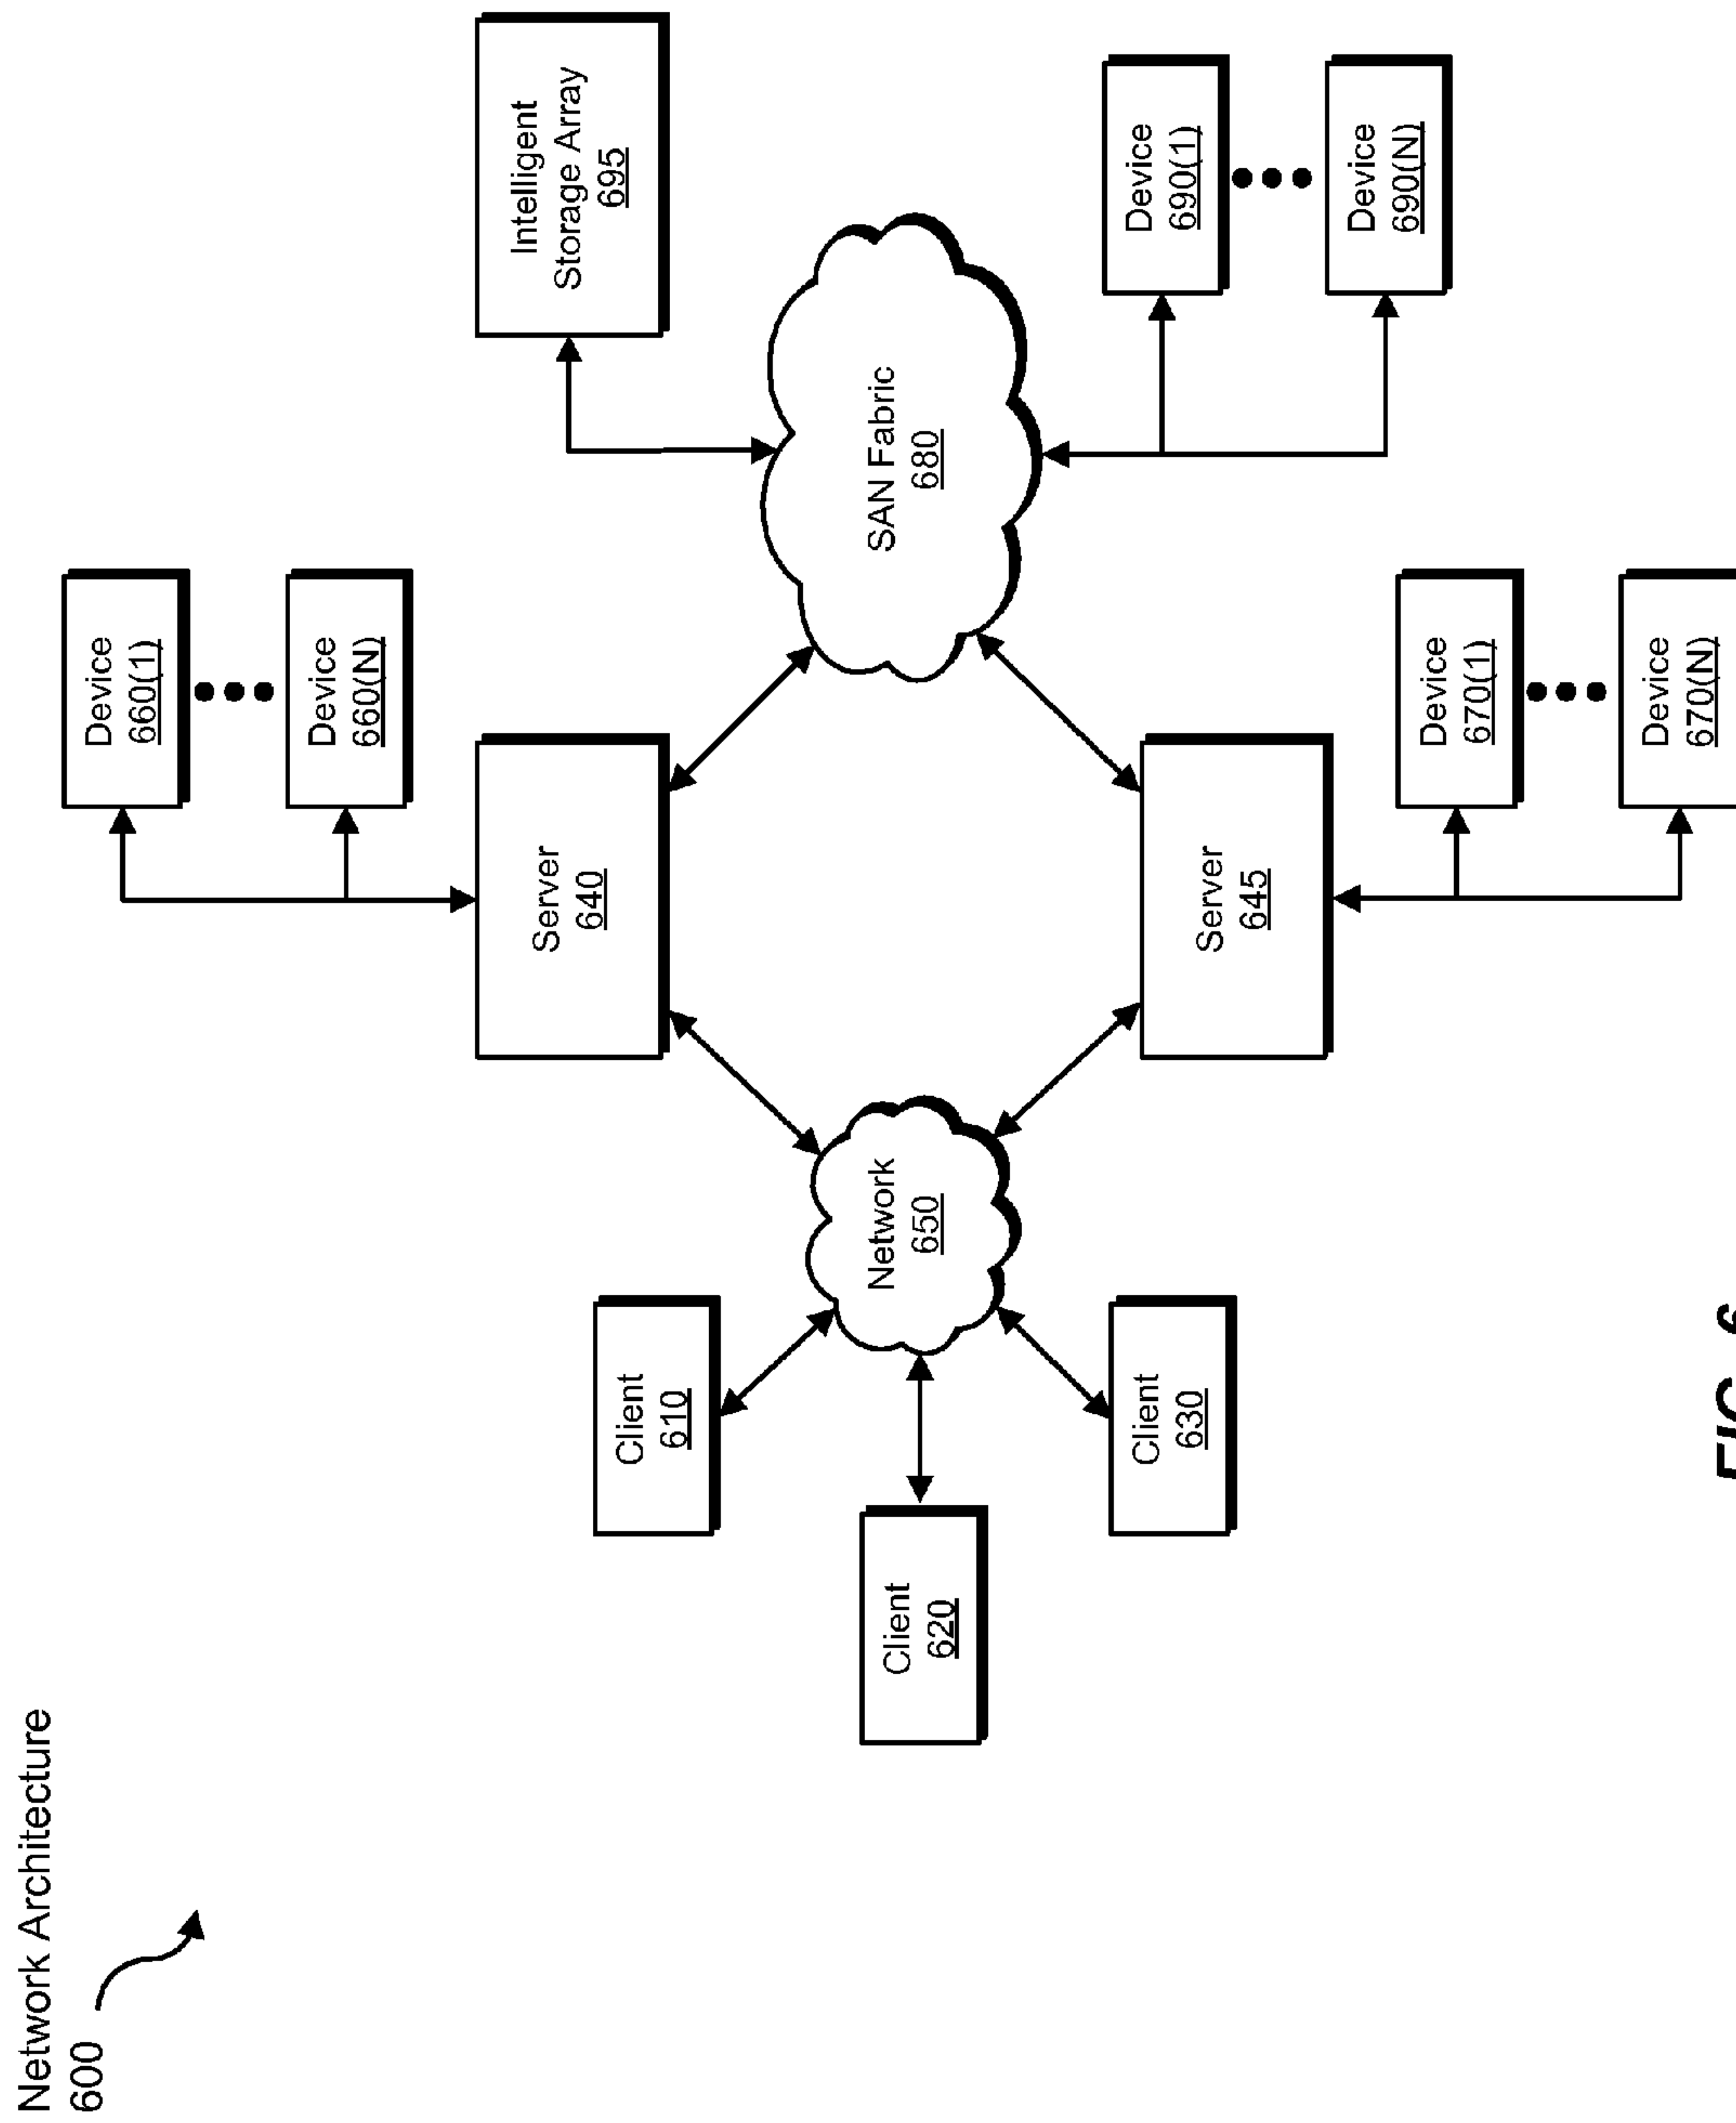 Network Architecture
600
Device
660(1)
Device
660(N)
Intelligent
Storage Array
695
Client
610
Server
640
Client
620
Network
650
SAN Fabric
680
Client
630
Server
645
Device
690(1)
Device
690(N)
Device
670(1)
Device
670(N)